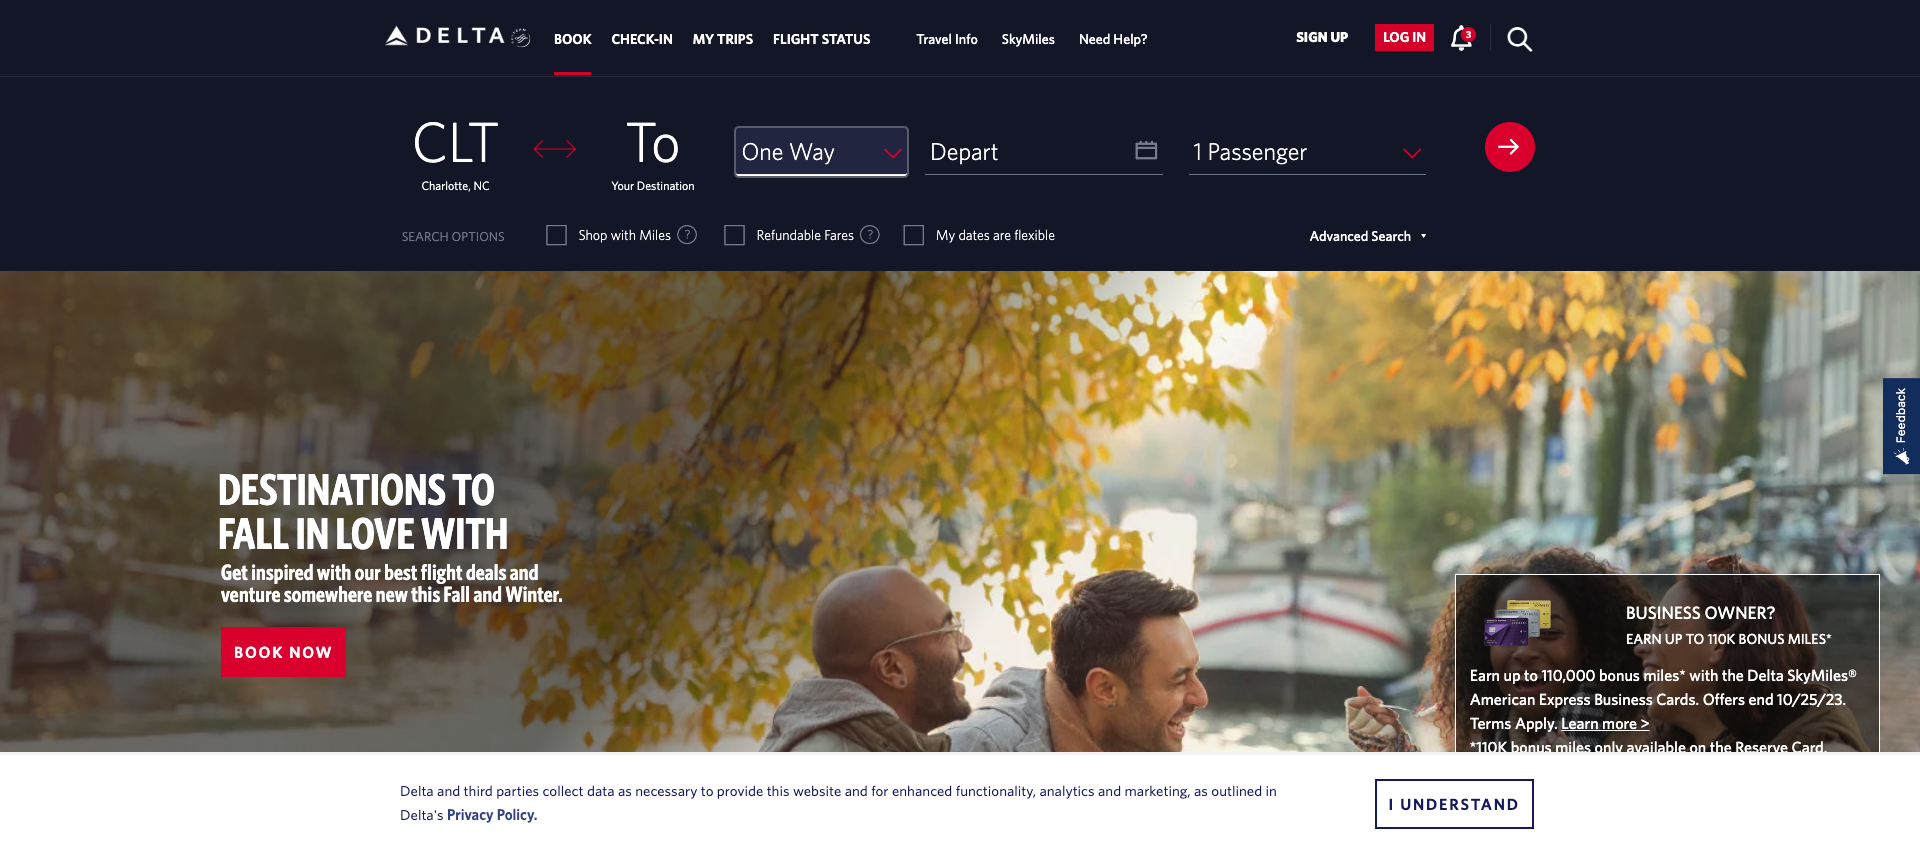 DELTA
BOOK
CHECK-IN
MY TRIPS
FLIGHT STATUS
Travel Info
SkyMiles
Need Help?
SIGN UP
LOG IN
3
CLT
Charlotte, NC
To
Your Destination
One Way
Depart
1 Passenger
SEARCH OPTIONS
Shop with Miles ?
Refundable Fares ?
My dates are flexible
Advanced Search
Feedback
DESTINATIONS TO
FALL IN LOVE WITH
Get inspired with our best flight deals and
venture somewhere new this Fall and Winter.
BOOK NOW
BUSINESS OWNER?
EARN UP TO 110K BONUS MILES*
Earn up to 110,000 bonus miles* with the Delta SkyMiles®
American Express Business Cards. Offers end 10/25/23.
Terms Apply. Learn more >
*110K bonus miles only available on the Reserve Card.
Delta and third parties collect data as necessary to provide this website and for enhanced functionality, analytics and marketing, as outlined in
Delta's Privacy Policy.
I UNDERSTAND